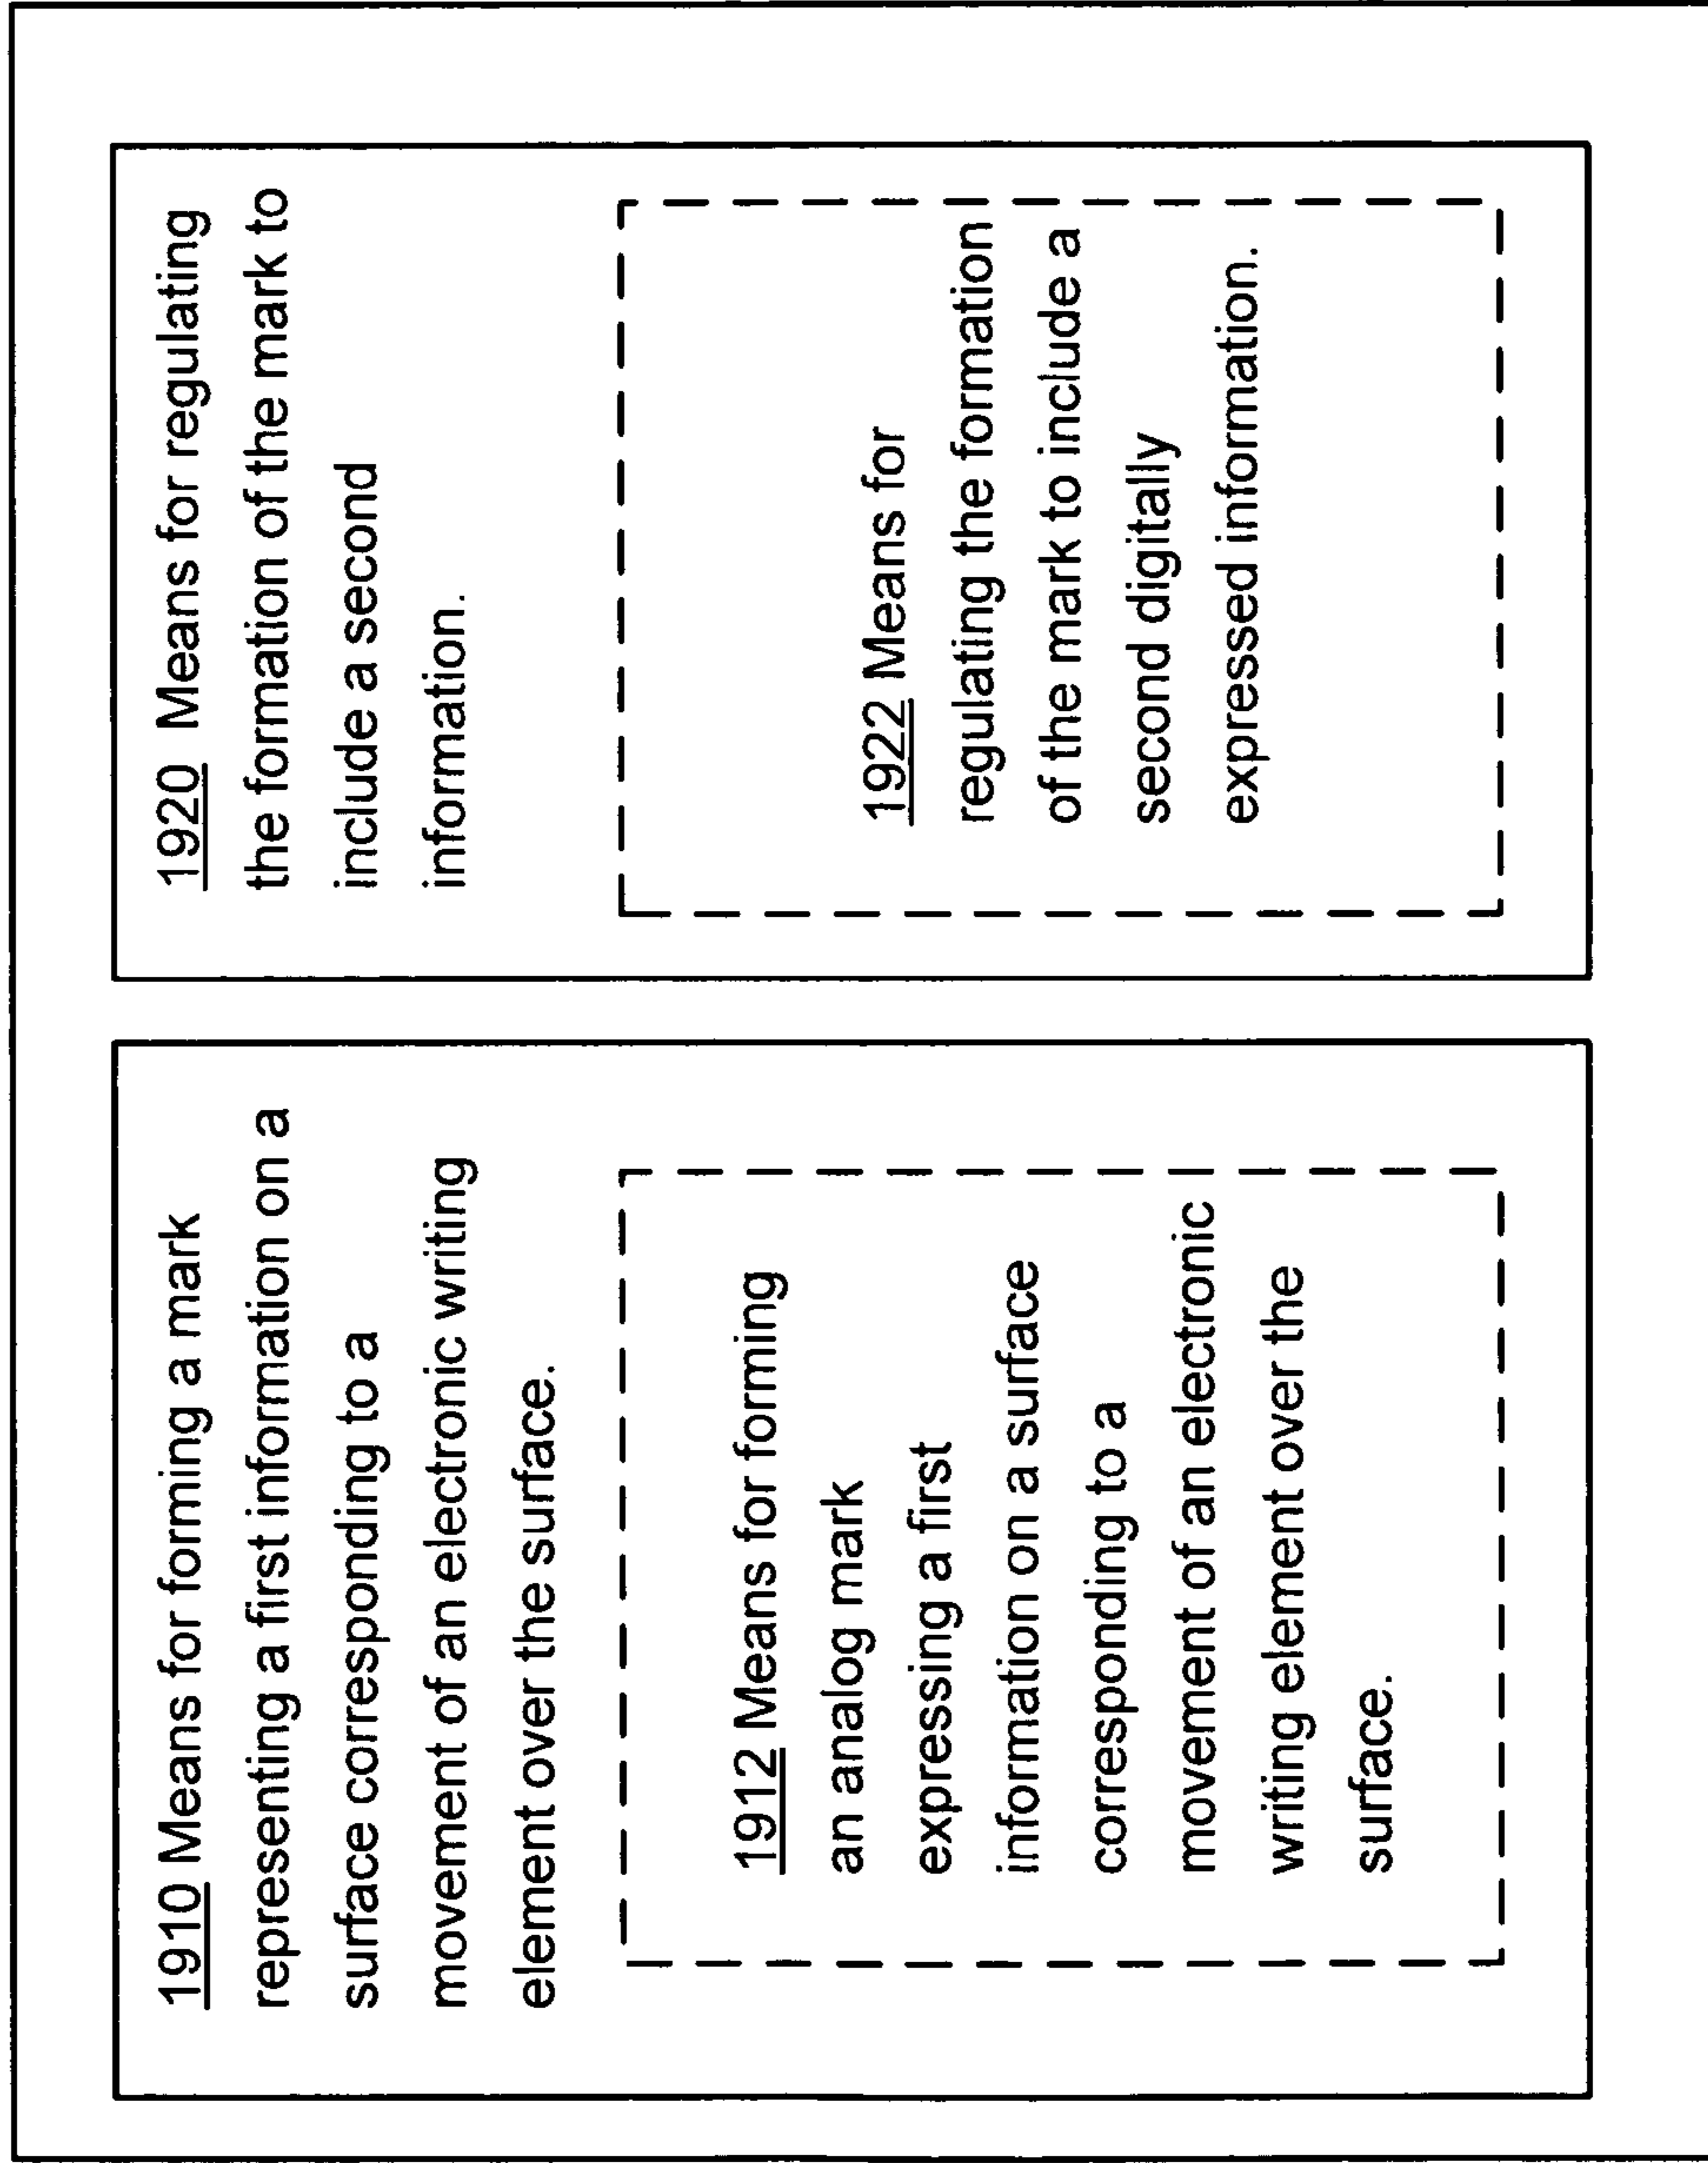 1910 Means for forming a mark
representing a first information on a
surface corresponding to a
movement of an electronic writing
element over the surface.
1912 Means for forming
an analog mark
expressing a first
information on a surface
corresponding to a
movement of an electronic
writing element over the
surface.
1920 Means for regulating
the formation of the mark to
include a second
information.
1922 Means for
regulating the formation
of the mark to include a
second digitally
expressed information.